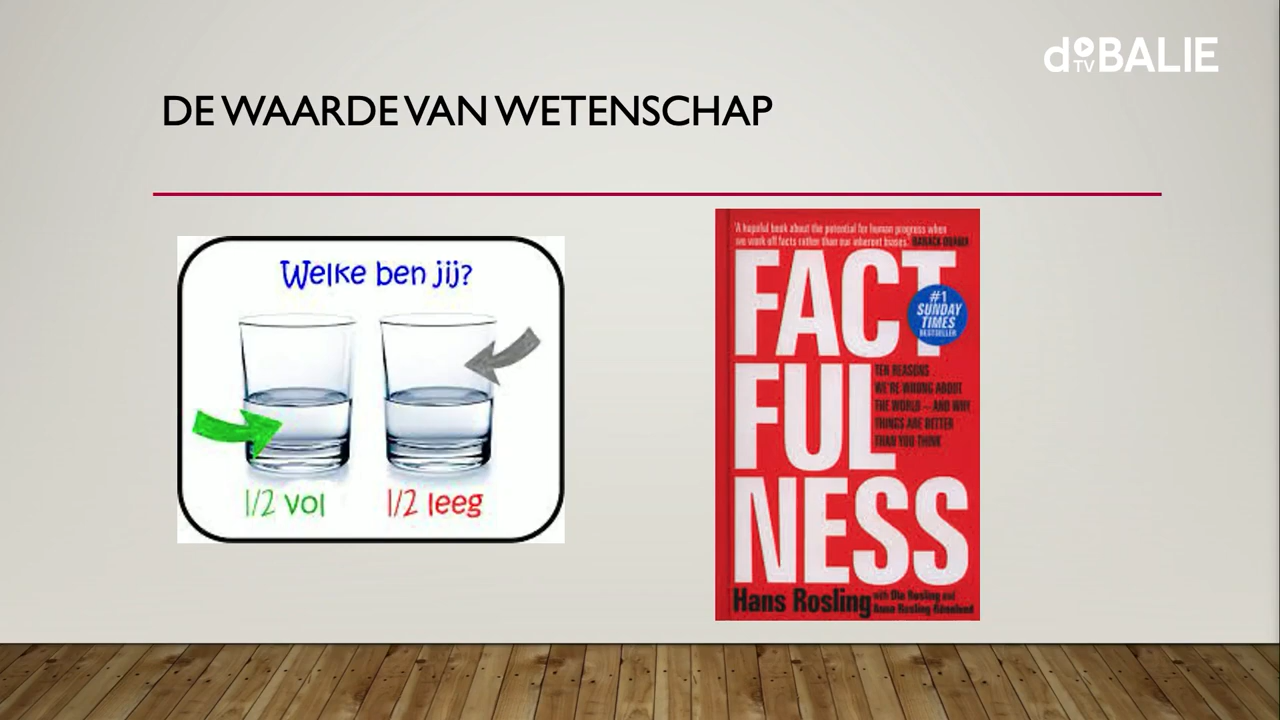 de TV BALIE
DE WAARDE VAN WETENSCHAP
Welke ben jij?
1/2 vol
1/2 leeg
'A hopeful book about the potential for human progress when
we work off facts rather than our inherent biases.' BARACK OBAMA
FACT
#1
SUNDAY
TIMES
BESTSELLER
FUL
TEN REASONS
WE'RE WRONG ABOUT
THE WORLD – AND WHY
THINGS ARE BETTER
THAN YOU THINK
NESS
Hans Rosling with Ola Rosling and
Anna Rosling Rönnlund